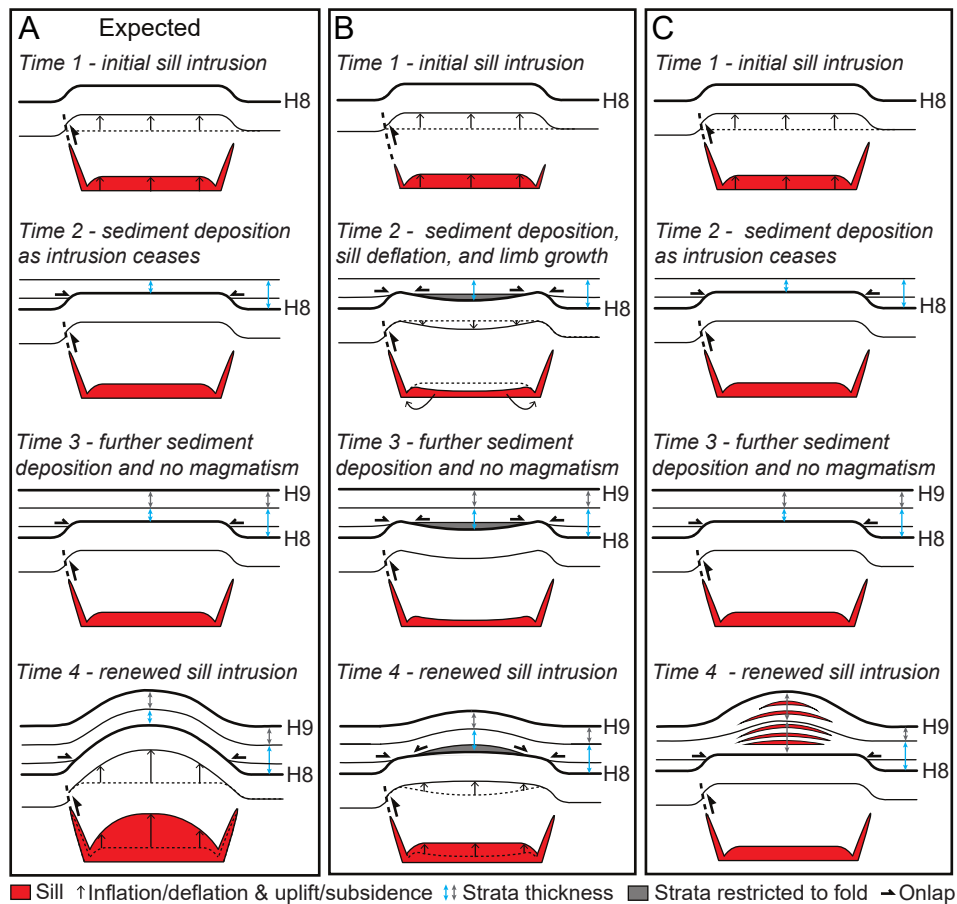 A
Expected
Time 1 - initial sill intrusion
H8
Time 2 - sediment deposition
as intrusion ceases
H8
Time 3 - further sediment
deposition and no magmatism
H9
H8
Time 4 - renewed sill intrusion
H9
H8
B
Time 1 - initial sill intrusion
H8
Time 2 - sediment deposition,
sill deflation, and limb growth
H8
Time 3 - further sediment
deposition and no magmatism
H9
H8
Time 4 - renewed sill intrusion
H9
H8
C
Time 1 - initial sill intrusion
H8
Time 2 - sediment deposition
as intrusion ceases
H8
Time 3 - further sediment
deposition and no magmatism
H9
H8
Time 4 - renewed sill intrusion
H9
H8
Sill Inflation/deflation & uplift/subsidence Strata thickness Strata restricted to fold Onlap